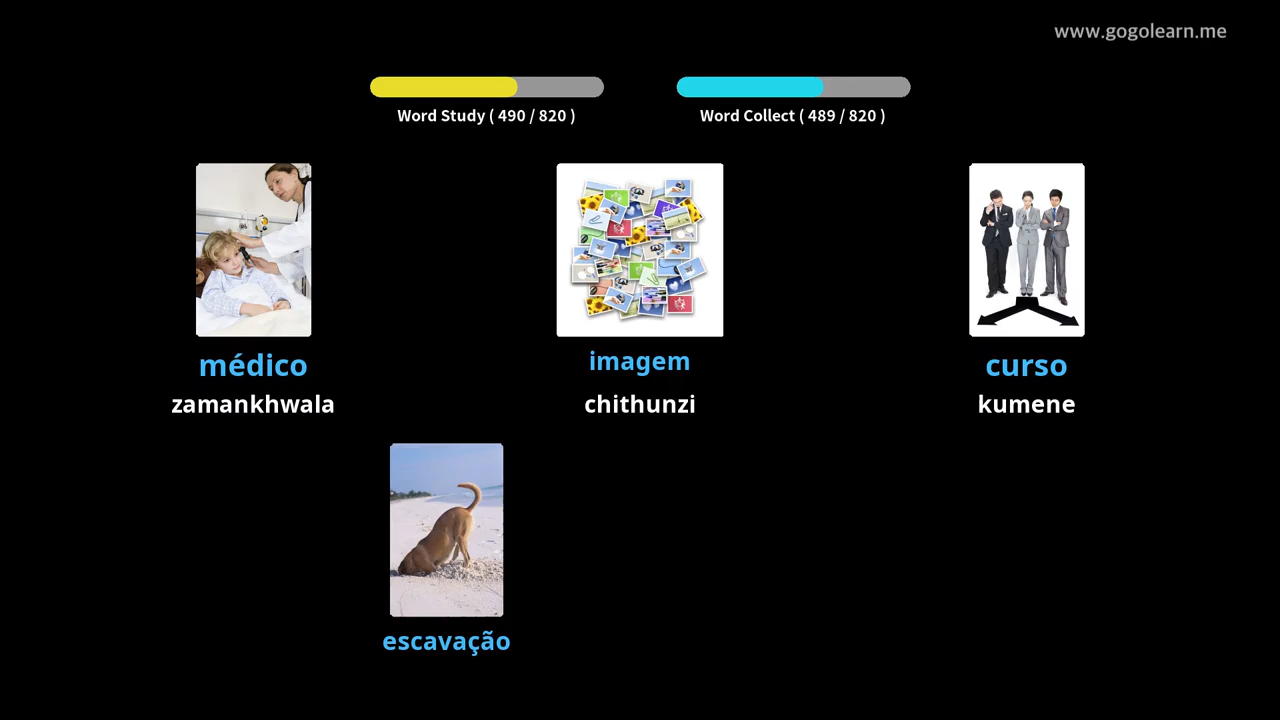 www.gogolearn.me
Word Study ( 490 / 820 )
Word Collect ( 489 / 820 )
médico
zamankhwala
imagem
chithunzi
curso
kumene
escavação